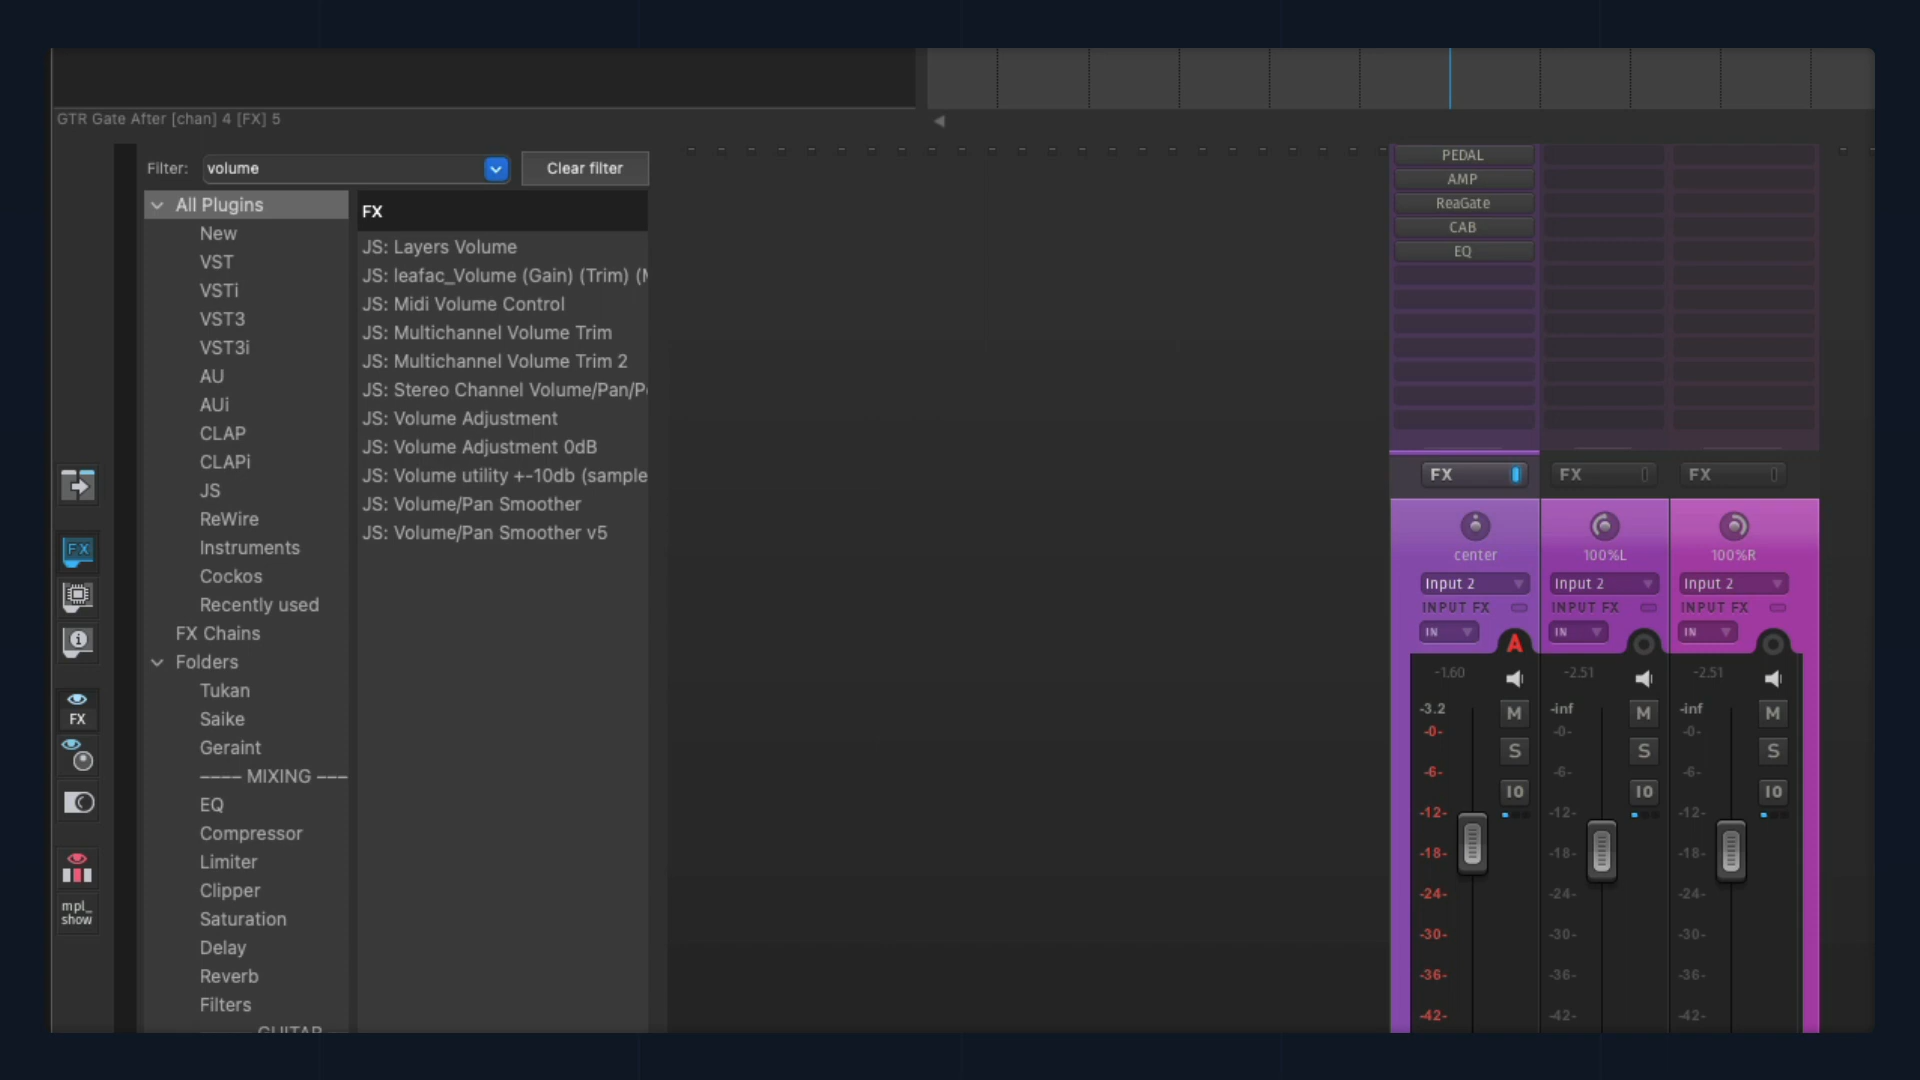 GTR Gate After [chan] 4 [FX] 5
Filter: volume Clear filter
All Plugins
New
VST
VSTi
VST3
VST3i
AU
AUi
CLAP
CLAPi
JS
ReWire
Instruments
Cockos
Recently used
FX Chains
Folders
Tukan
Saike
Geraint
---- MIXING ---
EQ
Compressor
Limiter
Clipper
Saturation
Delay
Reverb
Filters
GUITAR
FX
JS: Layers Volume
JS: leafac_Volume (Gain) (Trim) (
JS: Midi Volume Control
JS: Multichannel Volume Trim
JS: Multichannel Volume Trim 2
JS: Stereo Channel Volume/Pan/P
JS: Volume Adjustment
JS: Volume Adjustment 0dB
JS: Volume utility +-10db (sample
JS: Volume/Pan Smoother
JS: Volume/Pan Smoother v5
FX
FX
mpl_
show
PEDAL
AMP
ReaGate
CAB
EQ
FX FX FX
center 100%L 100%R
Input 2 Input 2 Input 2
INPUT FX INPUT FX INPUT FX
IN IN IN
A
-1.60 -2.51 -2.51
-3.2 M -inf M -inf M
-0- -0- -0-
S S S
-6- -6- -6-
IO IO IO
-12- -12- -12-
-18- -18- -18-
-24- -24- -24-
-30- -30- -30-
-36- -36- -36-
-42- -42- -42-